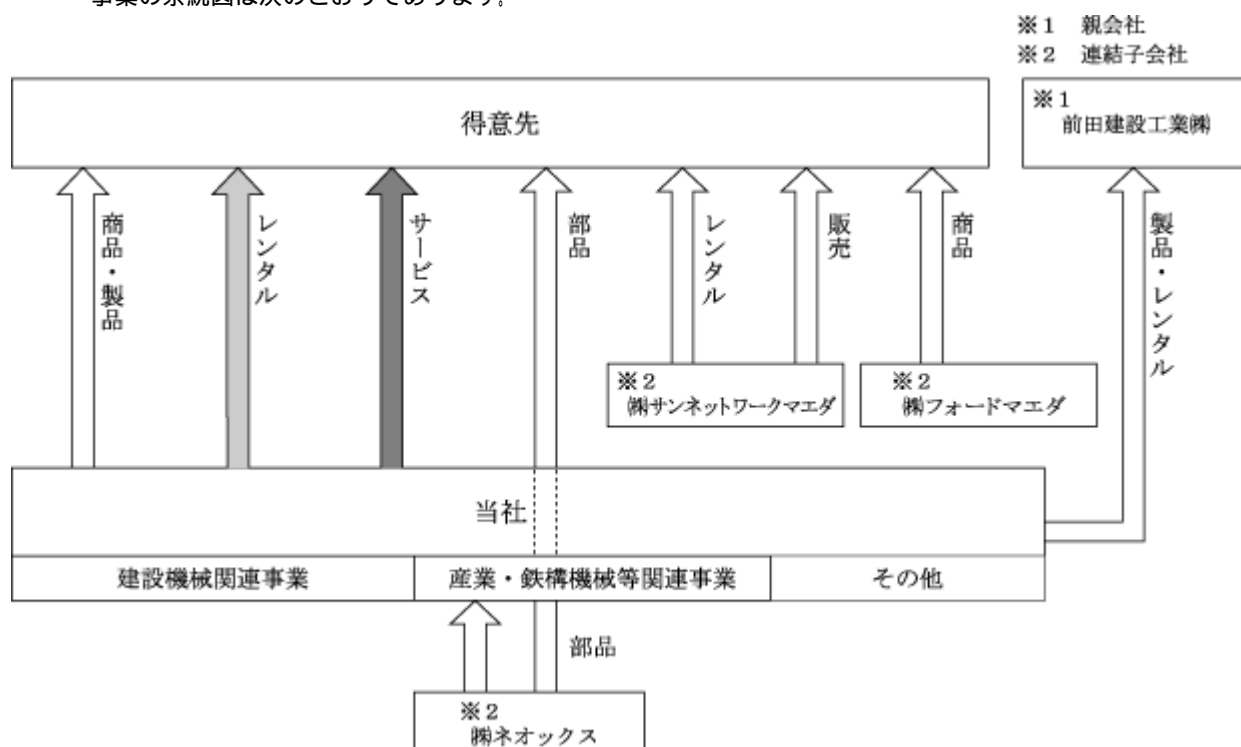 事業の系統図は次のとおりであります。
※１　親会社
※２　連結子会社
得意先
※１
前田建設工業㈱
商品・製品
レンタル
サービス
部品
レンタル
販売
商品
製品・レンタル
※２
㈱サンネットワークマエダ
※２
㈱フォードマエダ
当社
建設機械関連事業
産業・鉄構機械等関連事業
その他
部品
※２
㈱ネオックス